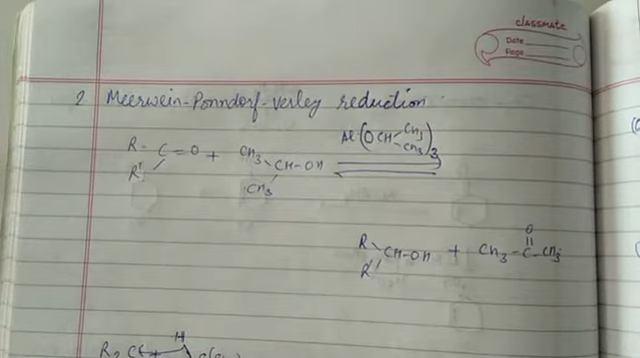 classmate
Date
Page
2 Meerwein-Ponndorf-Verley reduction
R R' C=O + CH3 CH3 CH-OH Al(OCH CH3 CH3)3
R R' CH-OH + CH3-C-CH3 O
R2 C
H